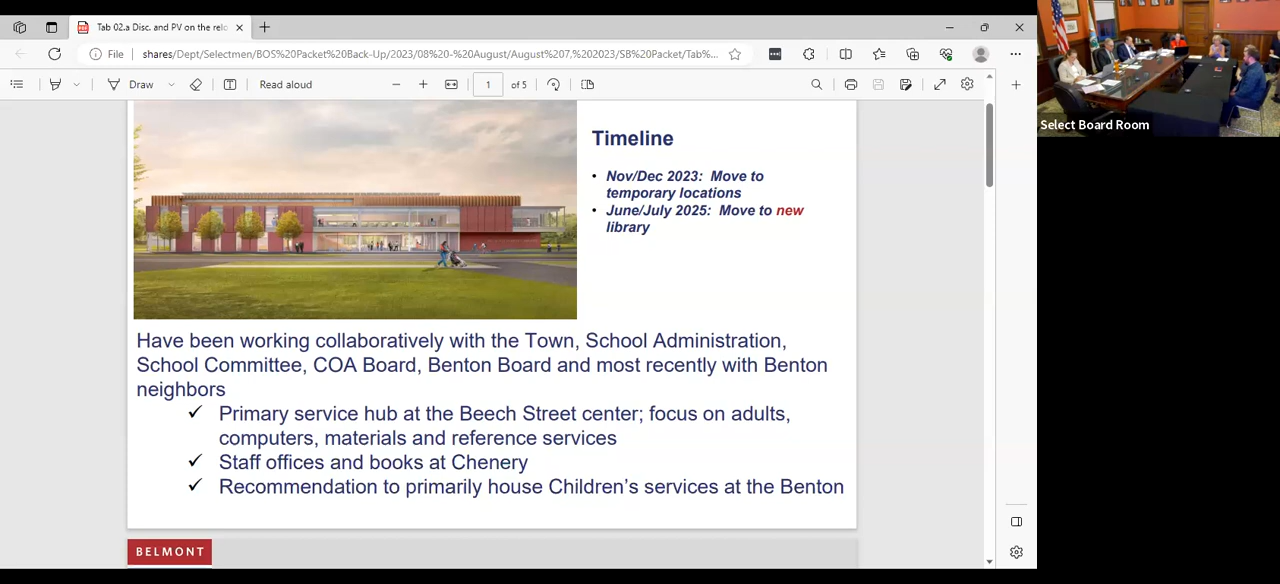 Tab 02.a Disc. and PV on the relo
File
shares/Dept/Selectmen/BOS%20Packet%20Back-Up/2023/08%20-%20August/August%207,%202023/SB%20Packet/Tab%...
Draw
Read aloud
1
of 5
Select Board Room
Timeline
• Nov/Dec 2023: Move to
temporary locations
• June/July 2025: Move to new
library
Have been working collaboratively with the Town, School Administration,
School Committee, COA Board, Benton Board and most recently with Benton
neighbors
✓ Primary service hub at the Beech Street center; focus on adults,
computers, materials and reference services
✓ Staff offices and books at Chenery
✓ Recommendation to primarily house Children's services at the Benton
BELMONT